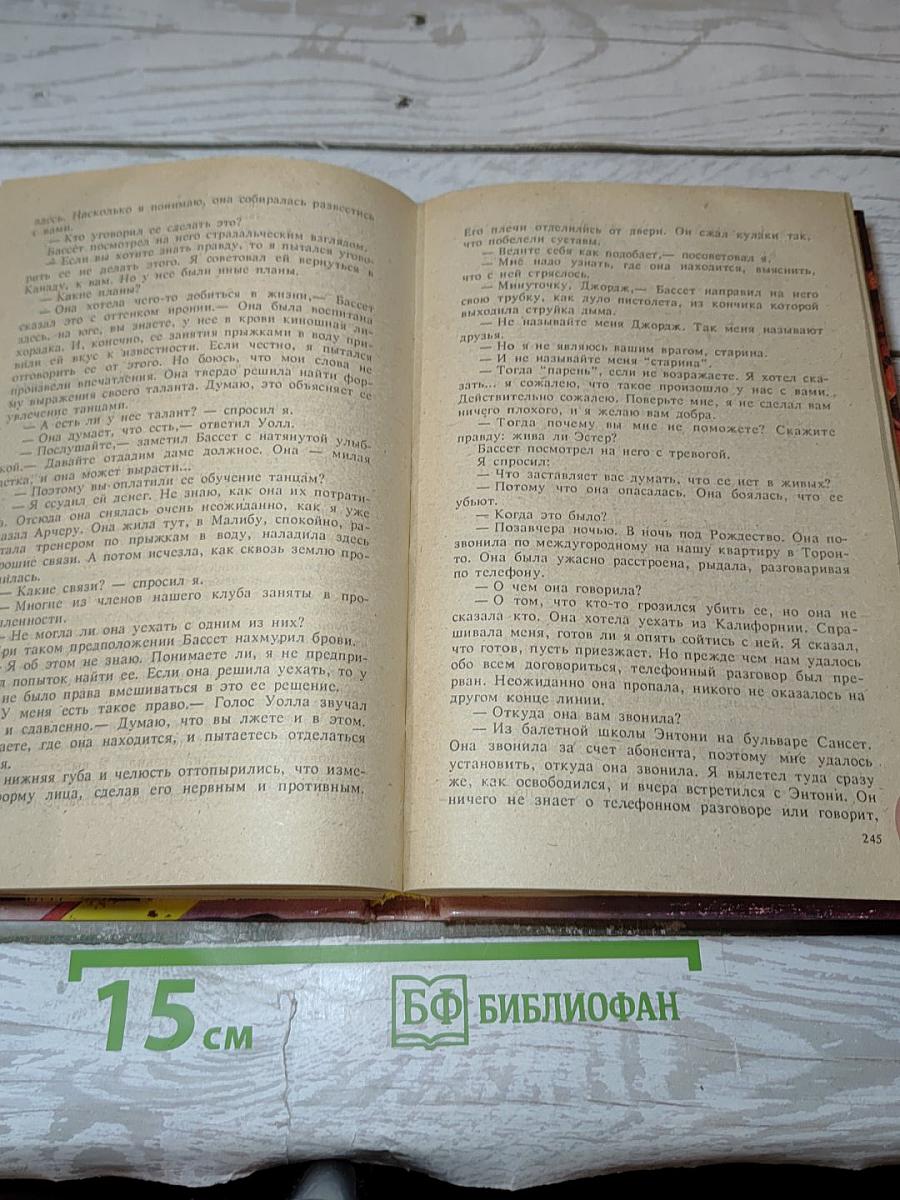 здесь. Насколько я понимаю, она собиралась развестись
с вами.
— Кто уговорил ее сделать это?
Бассет посмотрел на него страдальческим взглядом.
— Если вы хотите знать правду, то я пытался угово-
рить ее не делать этого. Я советовал ей вернуться в
Канаду, к вам. Но у нее были иные планы.
— Какие планы?
— Она хотела чего-то добиться в жизни,— Бассет
сказал это с оттенком иронии.— Она была воспитана
здесь, на юге, вы знаете, у нее в крови киношная ли-
хорадка. И, конечно, ее занятия прыжками в воду при-
вили ей вкус к известности. Если честно, я пытался
отговорить ее от этого. Но боюсь, что мои слова не
произвели впечатления. Она твердо решила найти фор-
му выражения своего таланта. Думаю, это объясняет ее
увлечение танцами.
— А есть ли у нее талант? — спросил я.
— Она думает, что есть,— ответил Уолл.
— Послушайте,— заметил Бассет с натянутой улыб-
кой.— Давайте отдадим даме должное. Она — милая
етка, и она может вырасти...
— Поэтому вы оплатили ее обучение танцам?
— Я ссудил ей денег. Не знаю, как она их потрати-
. Отсюда она снялась очень неожиданно, как я уже
азал Арчеру. Она жила тут, в Малибу, спокойно, ра-
тала тренером по прыжкам в воду, наладила здесь
рошие связи. А потом исчезла, как сквозь землю про-
илась.
— Какие связи? — спросил я.
— Многие из членов нашего клуба заняты в про-
ленности.
— Не могла ли она уехать с одним из них?
ри таком предположении Бассет нахмурил брови.
Я об этом не знаю. Понимаете ли, я не предпри-
л попыток найти ее. Если она решила уехать, то у
не было права вмешиваться в это ее решение.
У меня есть такое право.— Голос Уолла звучал
и сдавленно.— Думаю, что вы лжете и в этом.
аете, где она находится, и пытаетесь отделаться
я.
нижняя губа и челюсть оттопырились, что изме-
форму лица, сделав его нервным и противным.
Его плечи отделились от двери. Он сжал кулаки так,
что побелели суставы.
— Ведите себя как подобает,— посоветовал я.
— Мне надо узнать, где она находится, выяснить,
что с ней стряслось.
— Минуточку, Джордж,— Бассет направил на него
свою трубку, как дуло пистолета, из кончика которой
выходила струйка дыма.
— Не называйте меня Джордж. Так меня называют
друзья.
— Но я не являюсь вашим врагом, старина.
— И не называйте меня "старина".
— Тогда "парень", если не возражаете. Я хотел ска-
зать... я сожалею, что такое произошло у нас с вами.
Действительно сожалею. Поверьте мне, я не сделал вам
ничего плохого, и я желаю вам добра.
— Тогда почему вы мне не поможете? Скажите
правду: жива ли Эстер?
Бассет посмотрел на него с тревогой.
Я спросил:
— Что заставляет вас думать, что ее нет в живых?
— Потому что она опасалась. Она боялась, что ее
убьют.
— Когда это было?
— Позавчера ночью. В ночь под Рождество. Она по-
звонила по междугородному на нашу квартиру в Торон-
то. Она была ужасно расстроена, рыдала, разговаривая
по телефону.
— О чем она говорила?
— О том, что кто-то грозился убить ее, но она не
сказала кто. Она хотела уехать из Калифорнии. Спра-
шивала меня, готов ли я опять сойтись с ней. Я сказал,
что готов, пусть приезжает. Но прежде чем нам удалось
обо всем договориться, телефонный разговор был пре-
рван. Неожиданно она пропала, никого не оказалось на
другом конце линии.
— Откуда она вам звонила?
— Из балетной школы Энтони на бульваре Сансет.
Она звонила за счет абонента, поэтому мне удалось
установить, откуда она звонила. Я вылетел туда сразу
же, как освободился, и вчера встретился с Энтони. Он
ничего не знает о телефонном разговоре или говорит,
245
15 см
БФ БИБЛИОФАН